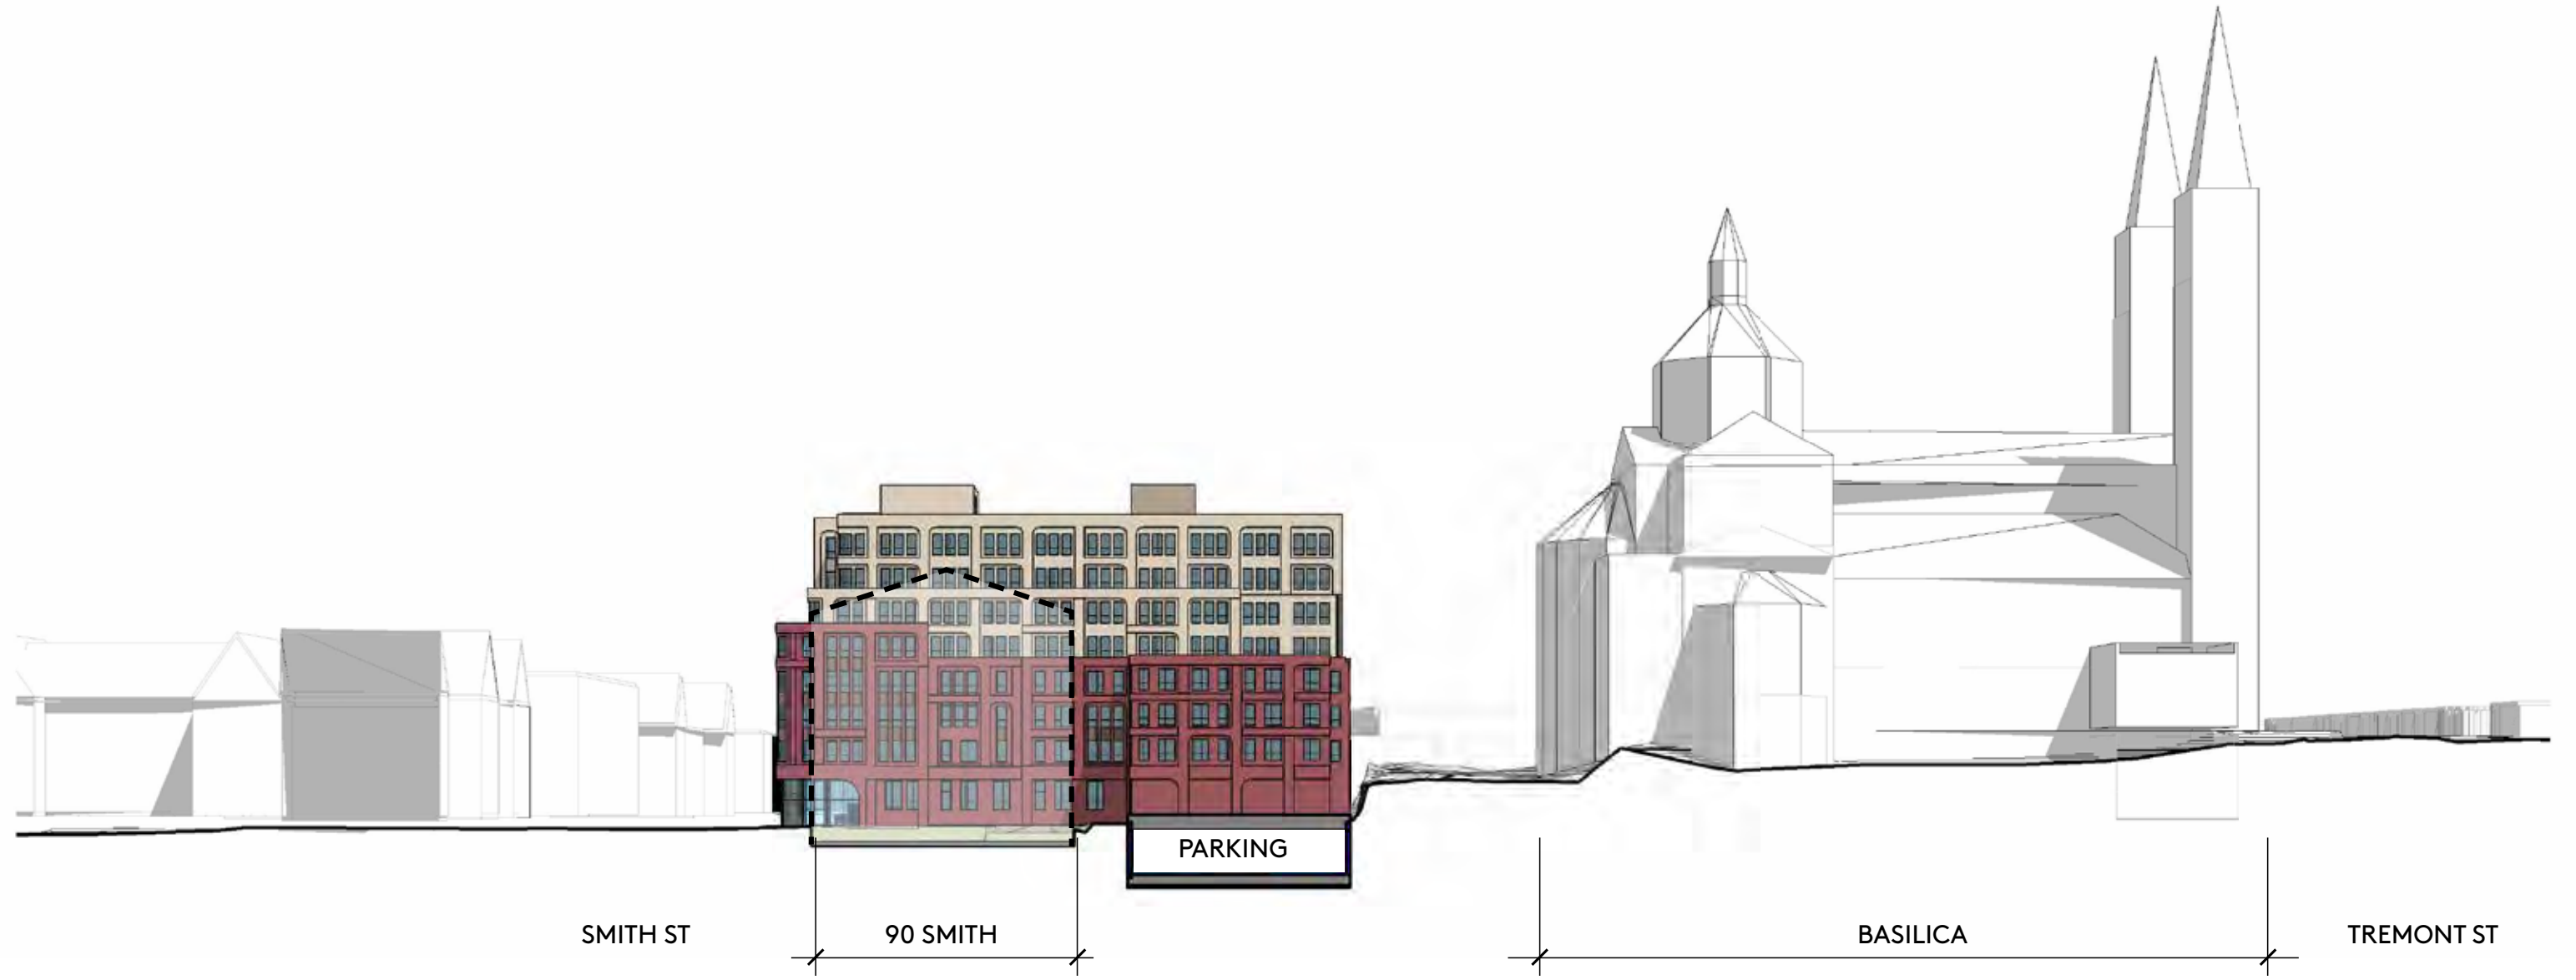 PARKING
SMITH ST
90 SMITH
BASILICA
TREMONT ST